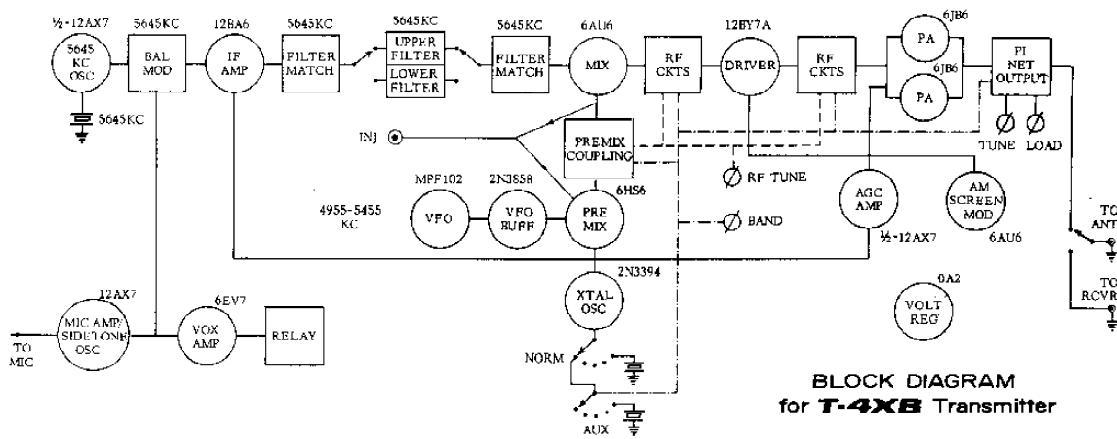 ½-12AX7
5645KC
12BA6
5645KC
5645KC
5645KC
6AU6
12BY7A
6JB6
5645
KC
OSC
BAL
MOD
IF
AMP
FILTER
MATCH
UPPER
FILTER
LOWER
FILTER
FILTER
MATCH
MIX
RF
CKTS
DRIVER
RF
CKTS
PA
6JB6
PA
PI
NET
OUTPUT
5645KC
INJ
PREMIX
COUPLING
TUNE
LOAD
RF TUNE
BAND
MPF102
2N3858
6HS6
4955-5455
KC
VFO
VFO
BUFF
PRE
MIX
AGC
AMP
½-12AX7
AM
SCREEN
MOD
6AU6
TO
ANT
TO
RCVR
12AX7
6EV7
2N3394
0A2
MIC AMP/
SIDETONE
OSC
VOX
AMP
RELAY
XTAL
OSC
VOLT
REG
TO
MIC
NORM
AUX
BLOCK DIAGRAM
for T-4XB Transmitter